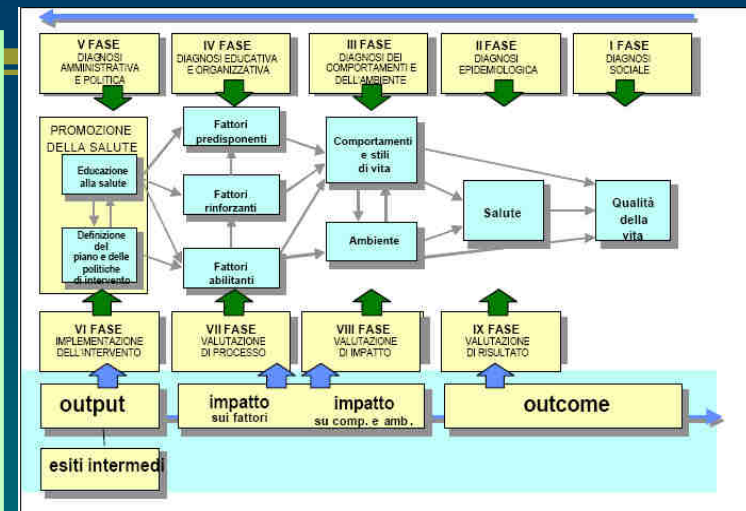 V FASE
DIAGNOSI
AMMINISTRATIVA
E POLITICA
IV FASE
DIAGNOSI EDUCATIVA
E ORGANIZZATIVA
III FASE
DIAGNOSI DEI
COMPORTAMENTI E
DELL'AMBIENTE
II FASE
DIAGNOSI
EPIDEMIOLOGICA
I FASE
DIAGNOSI
SOCIALE
PROMOZIONE
DELLA SALUTE
Educazione
alla salute
Definizione
del
piano e delle
politiche
di intervento
Fattori
predisponenti
Fattori
rinforzanti
Fattori
abilitanti
Comportamenti
e stili
di vita
Ambiente
Salute
Qualità
della
vita
VI FASE
IMPLEMENTAZIONE
DELL'INTERVENTO
VII FASE
VALUTAZIONE
DI PROCESSO
VIII FASE
VALUTAZIONE
DI IMPATTO
IX FASE
VALUTAZIONE
DI RISULTATO
output
impatto
sui fattori
impatto
su comp. e amb.
outcome
esiti intermedi